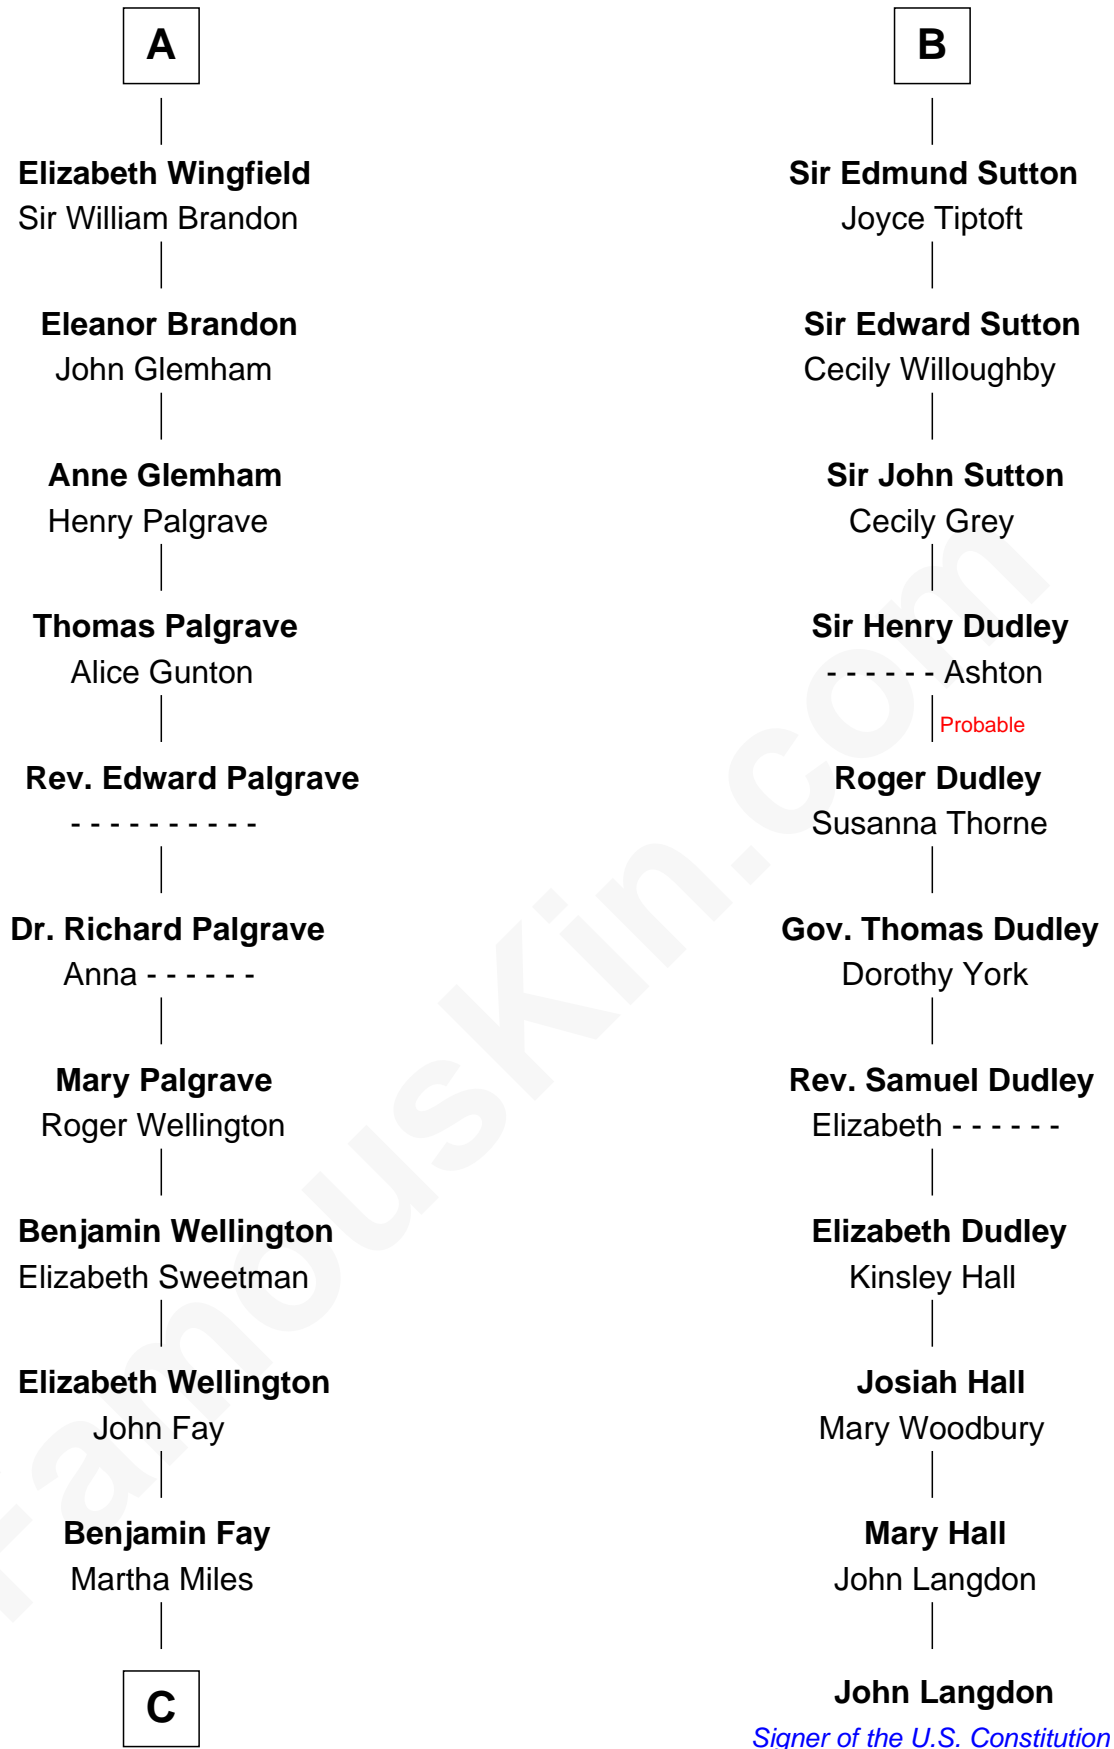 A
Elizabeth Wingfield
Sir William Brandon
Eleanor Brandon
John Glemham
Anne Glemham
Henry Palgrave
Thomas Palgrave
Alice Gunton
Rev. Edward Palgrave
- - - - - - - - - -
Dr. Richard Palgrave
Anna - - - - - -
Mary Palgrave
Roger Wellington
Benjamin Wellington
Elizabeth Sweetman
Elizabeth Wellington
John Fay
Benjamin Fay
Martha Miles
C
B
Sir Edmund Sutton
Joyce Tiptoft
Sir Edward Sutton
Cecily Willoughby
Sir John Sutton
Cecily Grey
Sir Henry Dudley
- - - - - - Ashton
Probable
Roger Dudley
Susanna Thorne
Gov. Thomas Dudley
Dorothy York
Rev. Samuel Dudley
Elizabeth - - - - - -
Elizabeth Dudley
Kinsley Hall
Josiah Hall
Mary Woodbury
Mary Hall
John Langdon
John Langdon
Signer of the U.S. Constitution
FamousKin.com